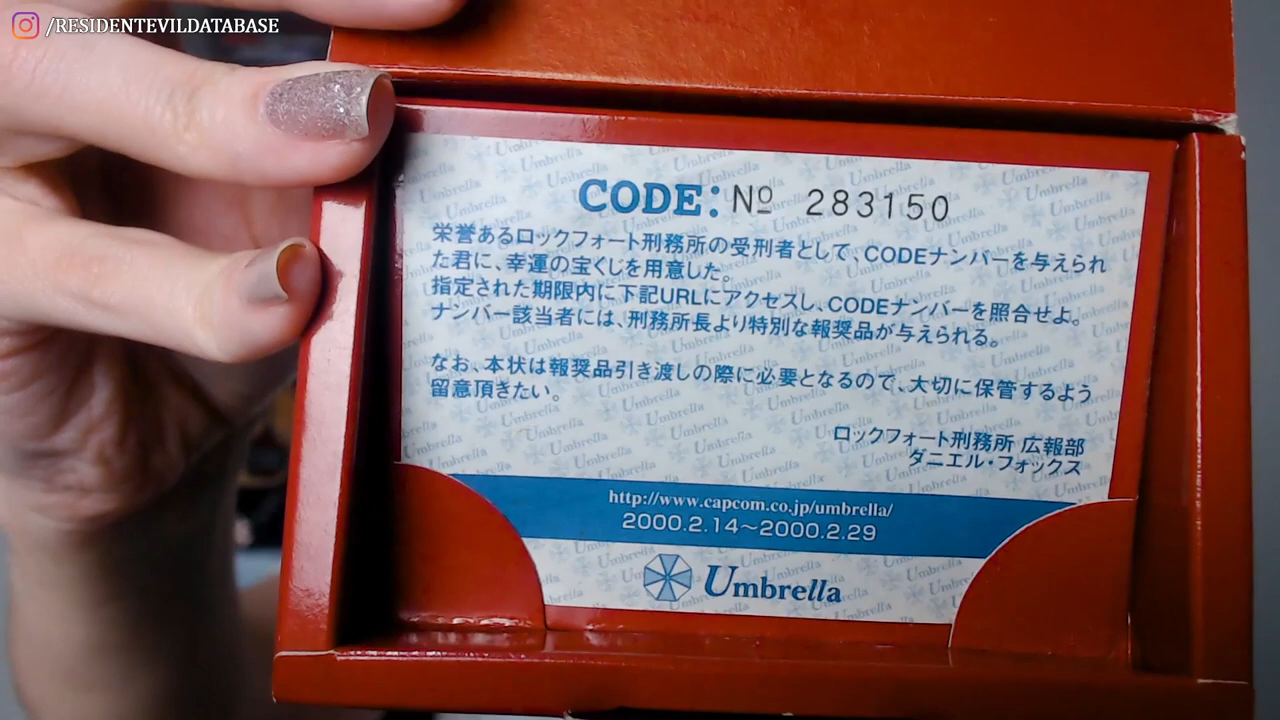 /RESIDENTEVILDATABASE
CODE: Nº 283150
栄誉あるロックフォート刑務所の受刑者として、CODEナンバーを与えられ
た君に、幸運の宝くじを用意した。
指定された期限内に下記URLにアクセスし、CODEナンバーを照合せよ。
ナンバー該当者には、刑務所長より特別な報奨品が与えられる。
なお、本状は報奨品引き渡しの際に必要となるので、大切に保管するよう
留意頂きたい。
ロックフォート刑務所 広報部
ダニエル・フォックス
http://www.capcom.co.jp/umbrella/
2000.2.14～2000.2.29
Umbrella